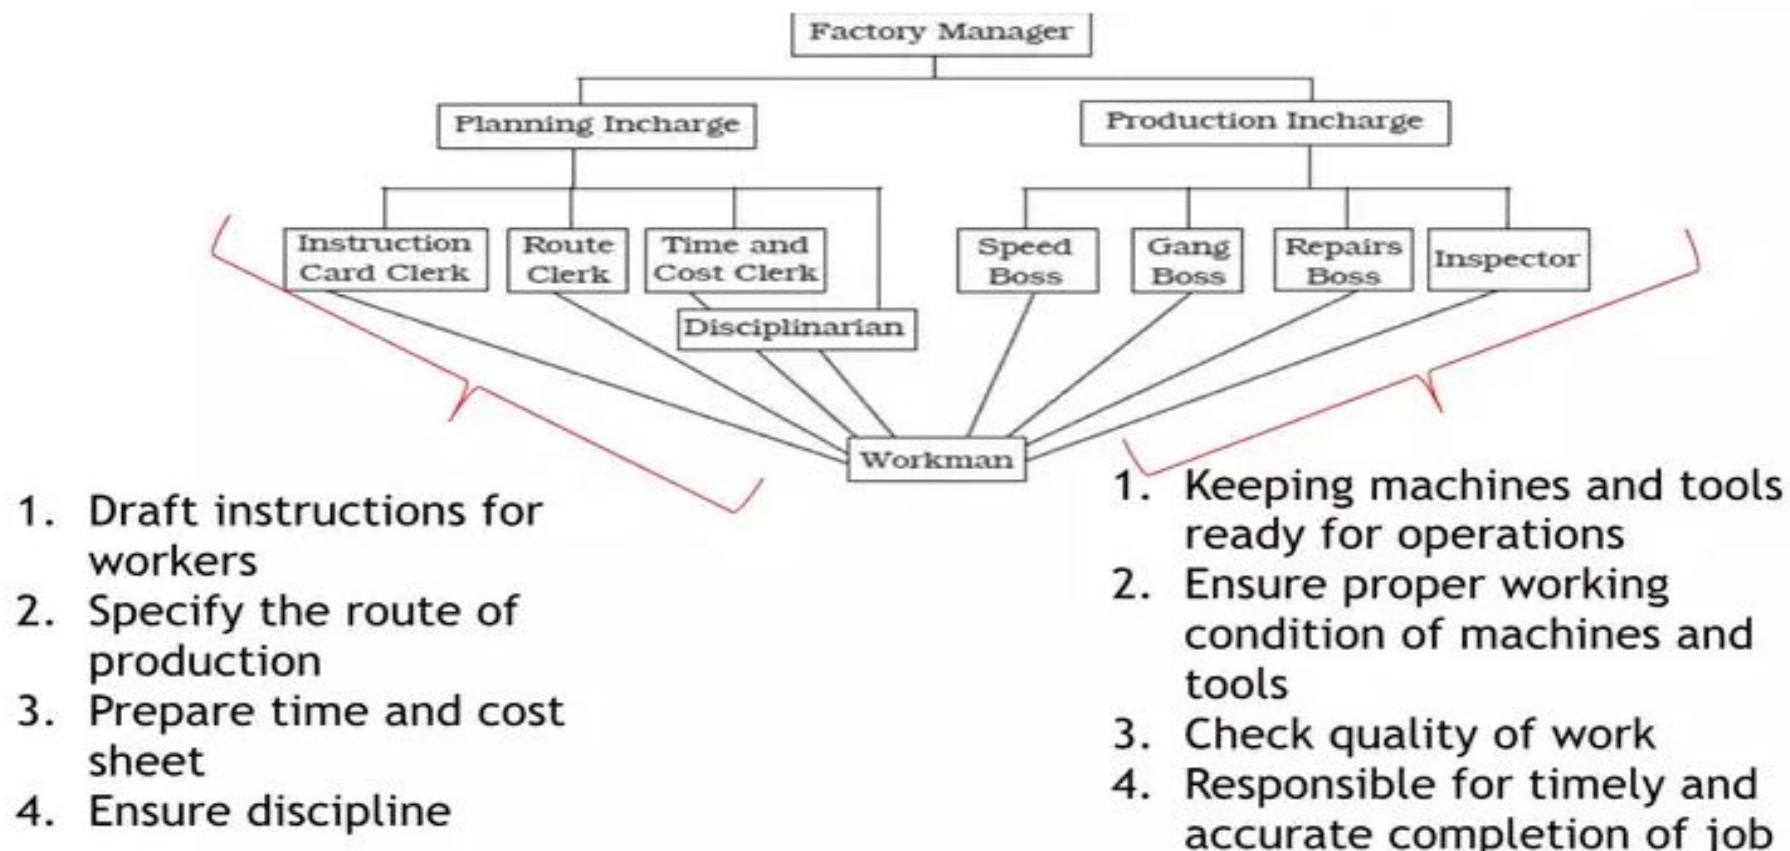 Factory Manager
Planning Incharge
Production Incharge
Instruction
Card Clerk
Route
Clerk
Time and
Cost Clerk
Disciplinarian
Speed
Boss
Gang
Boss
Repairs
Boss
Inspector
Workman
1. Draft instructions for
workers
2. Specify the route of
production
3. Prepare time and cost
sheet
4. Ensure discipline
1. Keeping machines and tools
ready for operations
2. Ensure proper working
condition of machines and
tools
3. Check quality of work
4. Responsible for timely and
accurate completion of job